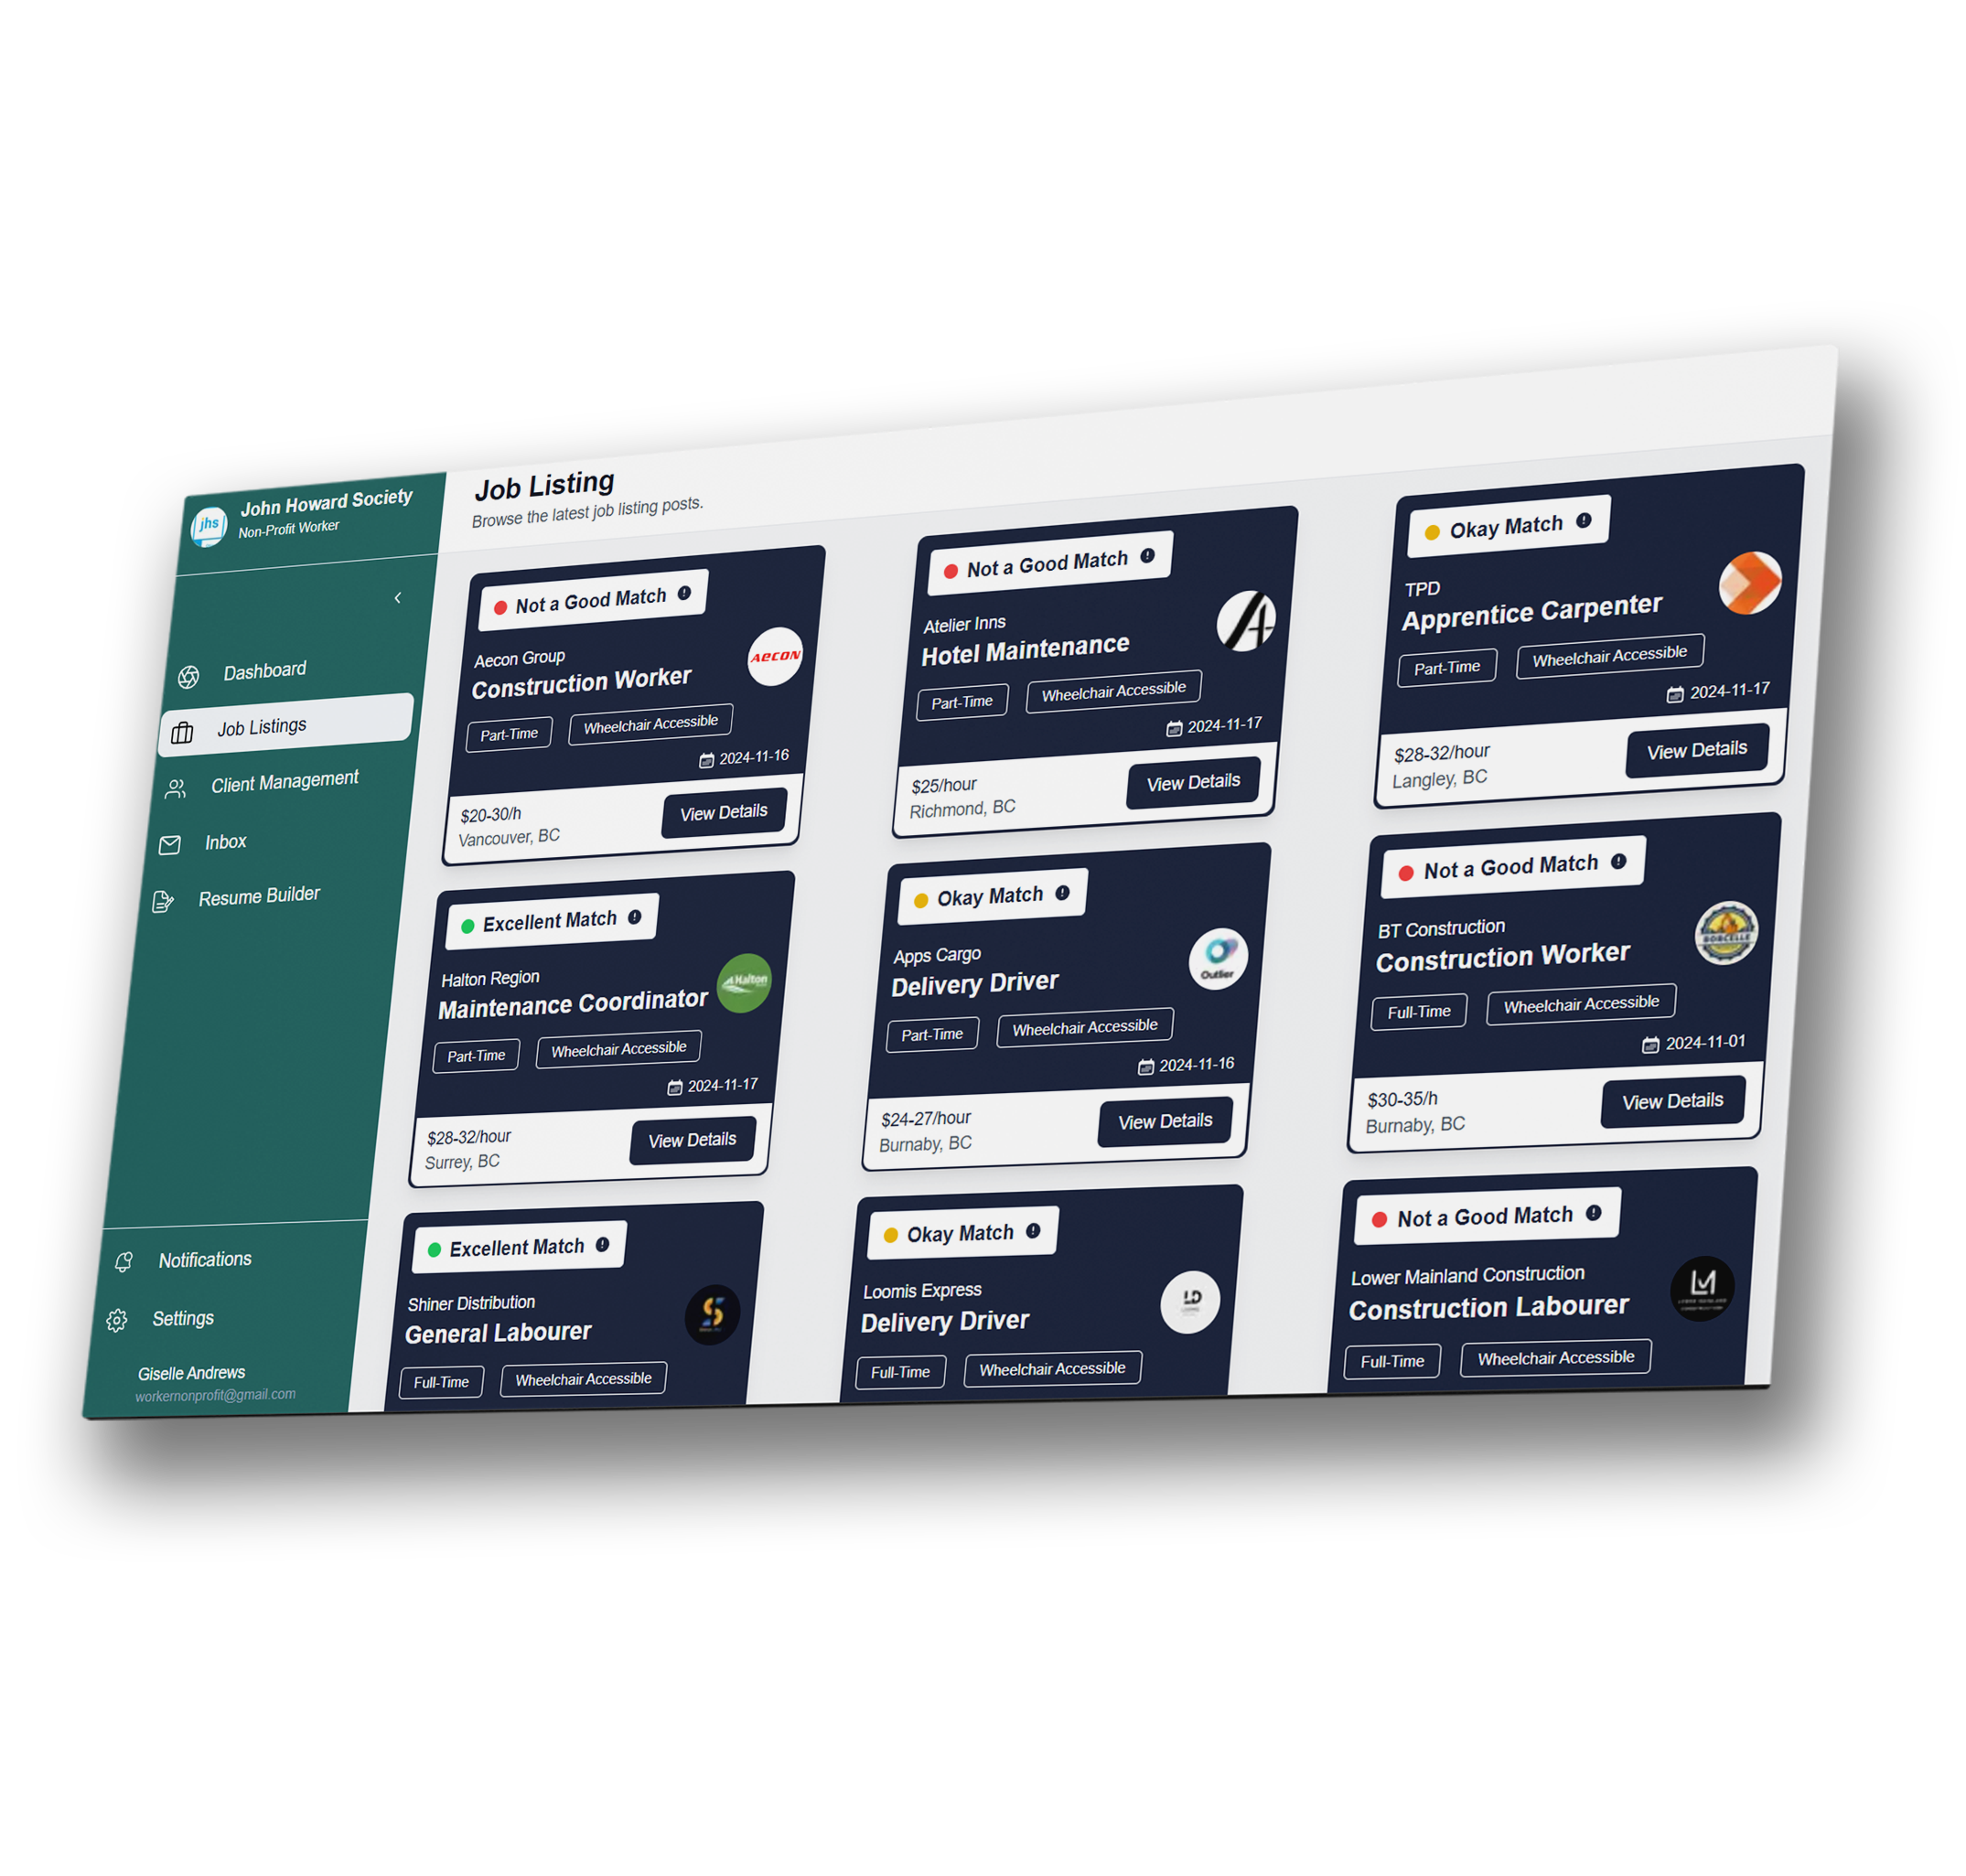 jhs
John Howard Society
Non-Profit Worker
Dashboard
Job Listings
Client Management
Inbox
Resume Builder
Notifications
Settings
Giselle Andrews
workernonprofit@gmail.com
Job Listing
Browse the latest job listing posts.
Not a Good Match
Aecon Group
AECON
Construction Worker
Part-Time
Wheelchair Accessible
2024-11-16
$20-30/h
Vancouver, BC
View Details
Not a Good Match
Atelier Inns
Hotel Maintenance
Part-Time
Wheelchair Accessible
2024-11-17
$25/hour
Richmond, BC
View Details
Okay Match
TPD
Apprentice Carpenter
Part-Time
Wheelchair Accessible
2024-11-17
$28-32/hour
Langley, BC
View Details
Excellent Match
Halton Region
Halton
Maintenance Coordinator
Part-Time
Wheelchair Accessible
2024-11-17
$28-32/hour
Surrey, BC
View Details
Okay Match
Apps Cargo
Outlier
Delivery Driver
Part-Time
Wheelchair Accessible
2024-11-16
$24-27/hour
Burnaby, BC
View Details
Not a Good Match
BT Construction
BORCELLE
Construction Worker
Full-Time
Wheelchair Accessible
2024-11-01
$30-35/h
Burnaby, BC
View Details
Excellent Match
Shiner Distribution
General Labourer
Full-Time
Wheelchair Accessible
Okay Match
Loomis Express
LD
Delivery Driver
Full-Time
Wheelchair Accessible
Not a Good Match
Lower Mainland Construction
LM
Construction Labourer
Full-Time
Wheelchair Accessible